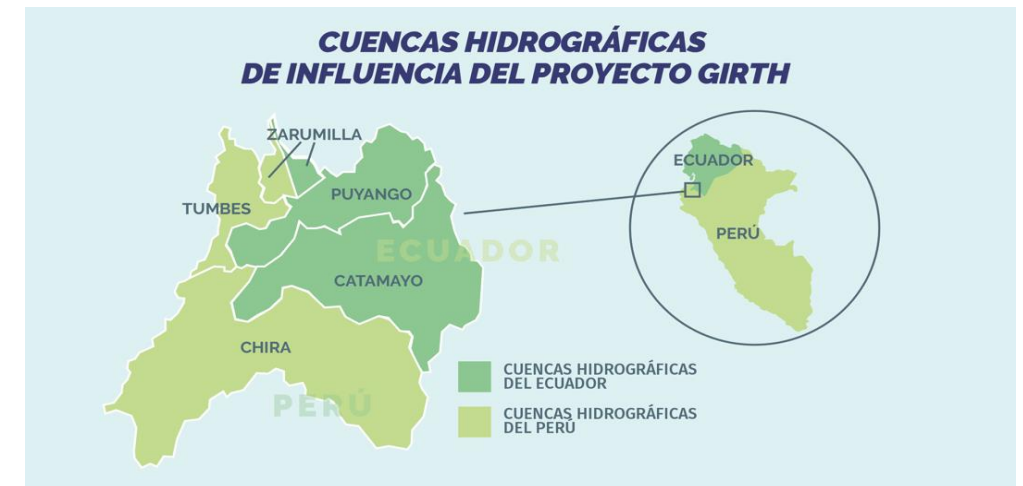 CUENCAS HIDROGRÁFICAS
DE INFLUENCIA DEL PROYECTO GIRTH
ZARUMILLA
PUYANGO
TUMBES
ECUADOR
CATAMAYO
CHIRA
PERÚ
ECUADOR
PERÚ
CUENCAS HIDROGRÁFICAS
DEL ECUADOR
CUENCAS HIDROGRÁFICAS
DEL PERÚ